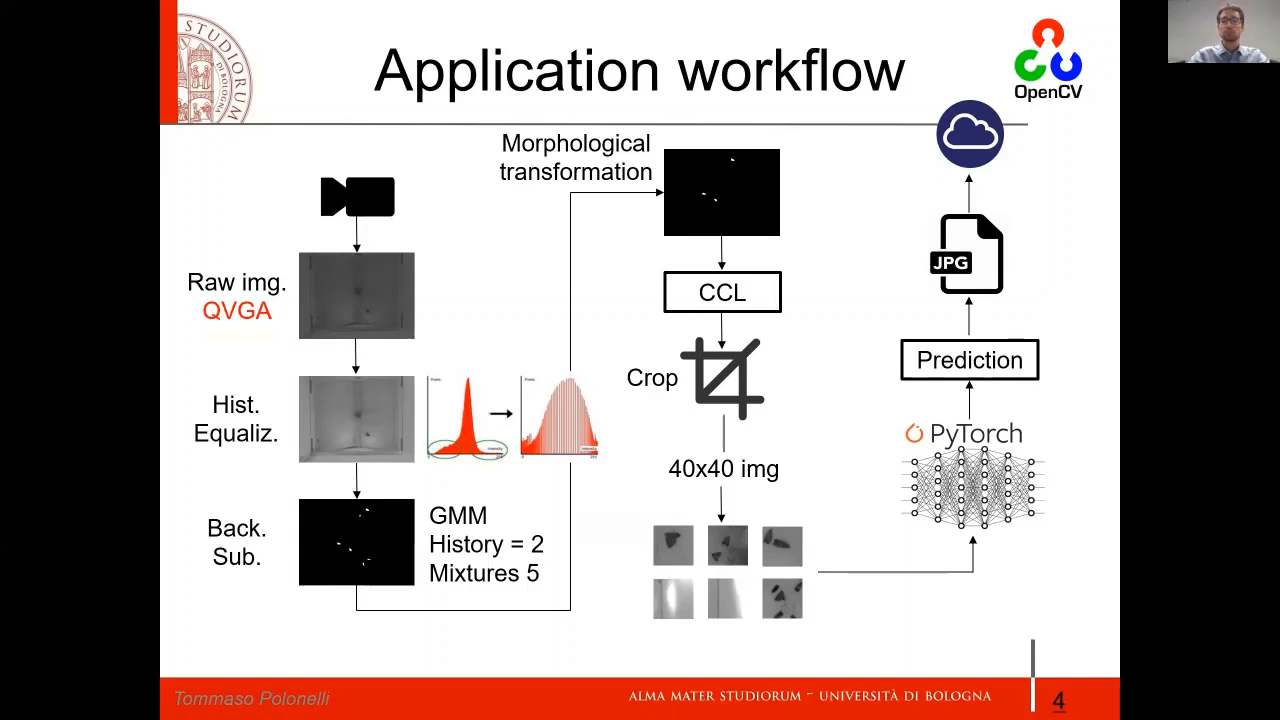 Application workflow
OpenCV
Raw img.
QVGA
Hist.
Equaliz.
Back.
Sub.
GMM
History = 2
Mixtures 5
Morphological
transformation
CCL
Crop
40x40 img
PyTorch
Prediction
JPG
Tommaso Polonelli
ALMA MATER STUDIORUM - UNIVERSITÀ DI BOLOGNA
4